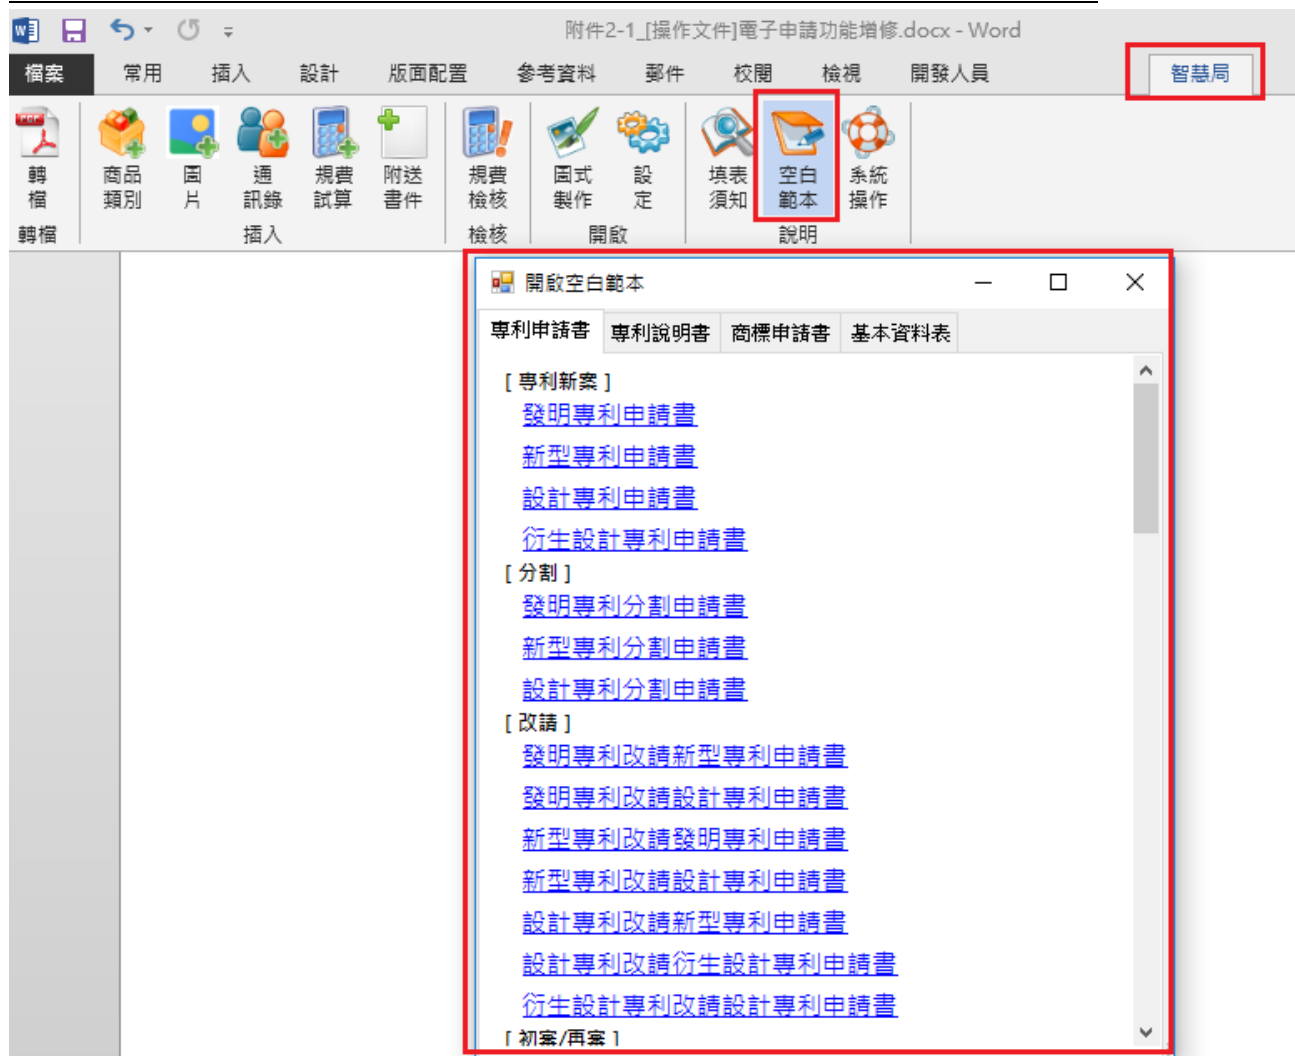 附件2-1_[操作文件]電子申請功能增修.docx - Word
檔案 常用 插入 設計 版面配置 參考資料 郵件 校閱 檢視 開發人員 智慧局
轉檔 商品類別 圖片 通訊錄 規費試算 附送書件 規費檢核 圖式製作 設定 填表須知 空白範本 系統操作
轉檔 插入 檢核 開啟 說明
開啟空白範本
專利申請書 專利說明書 商標申請書 基本資料表
[ 專利新案 ]
發明專利申請書
新型專利申請書
設計專利申請書
衍生設計專利申請書
[ 分割 ]
發明專利分割申請書
新型專利分割申請書
設計專利分割申請書
[ 改請 ]
發明專利改請新型專利申請書
發明專利改請設計專利申請書
新型專利改請發明專利申請書
新型專利改請設計專利申請書
設計專利改請新型專利申請書
設計專利改請衍生設計專利申請書
衍生設計專利改請設計專利申請書
[ 初案/再案 ]